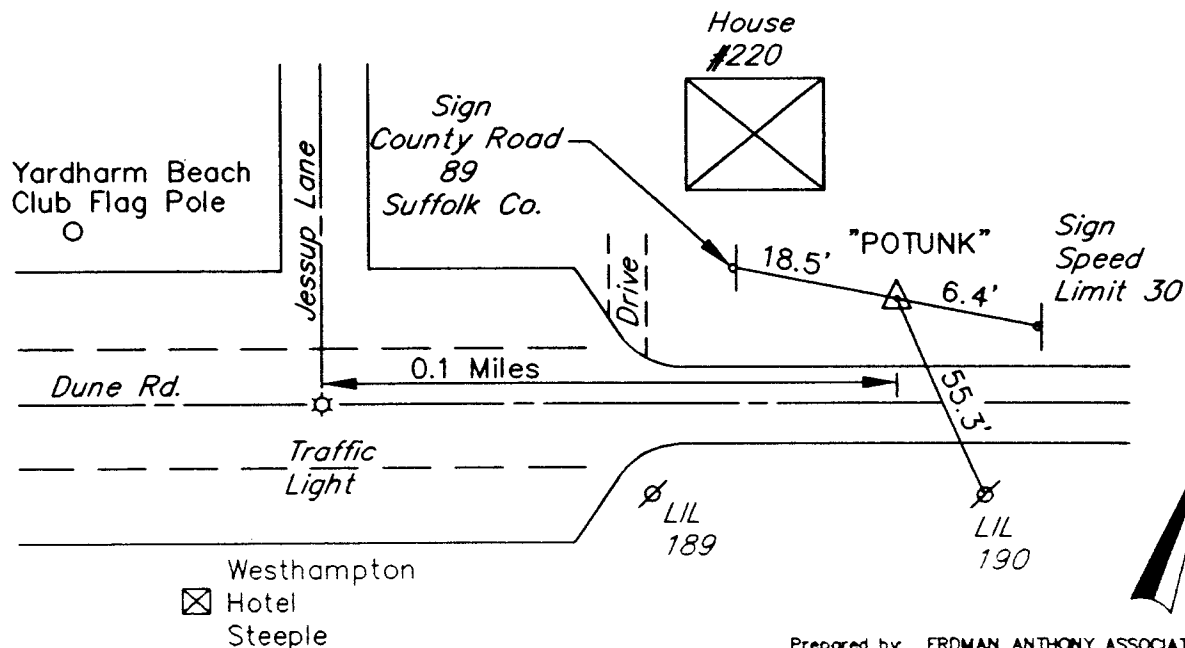 House
#220
Sign
County Road
89
Suffolk Co.
Yardharm Beach
Club Flag Pole
Jessup Lane
"POTUNK"
18.5'
6.4'
Sign
Speed
Limit 30
Drive
0.1 Miles
Dune Rd.
55.3'
Traffic
Light
LIL
189
LIL
190
Westhampton
Hotel
Steeple
Prepared by ERDMAN ANTHONY